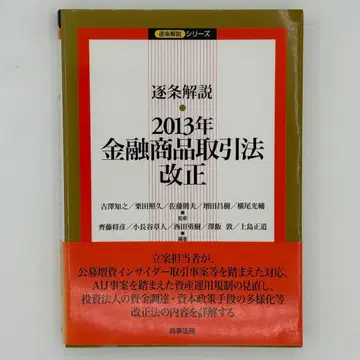 逐条解説シリーズ
逐条解説
2013年
金融商品取引法
改正
古澤知之／栗田照久／佐藤則夫／増田昌樹／横尾光輔
監修
齊藤将彦／小長谷章人／西田勇樹／澤飯 敦／上島正道
編著
立案担当者が、
公募増資インサイダー取引事案等を踏まえた対応、
AIJ事案を踏まえた資産運用規制の見直し、
投資法人の資金調達・資本政策手段の多様化等
改正法の内容を詳解する
商事法務